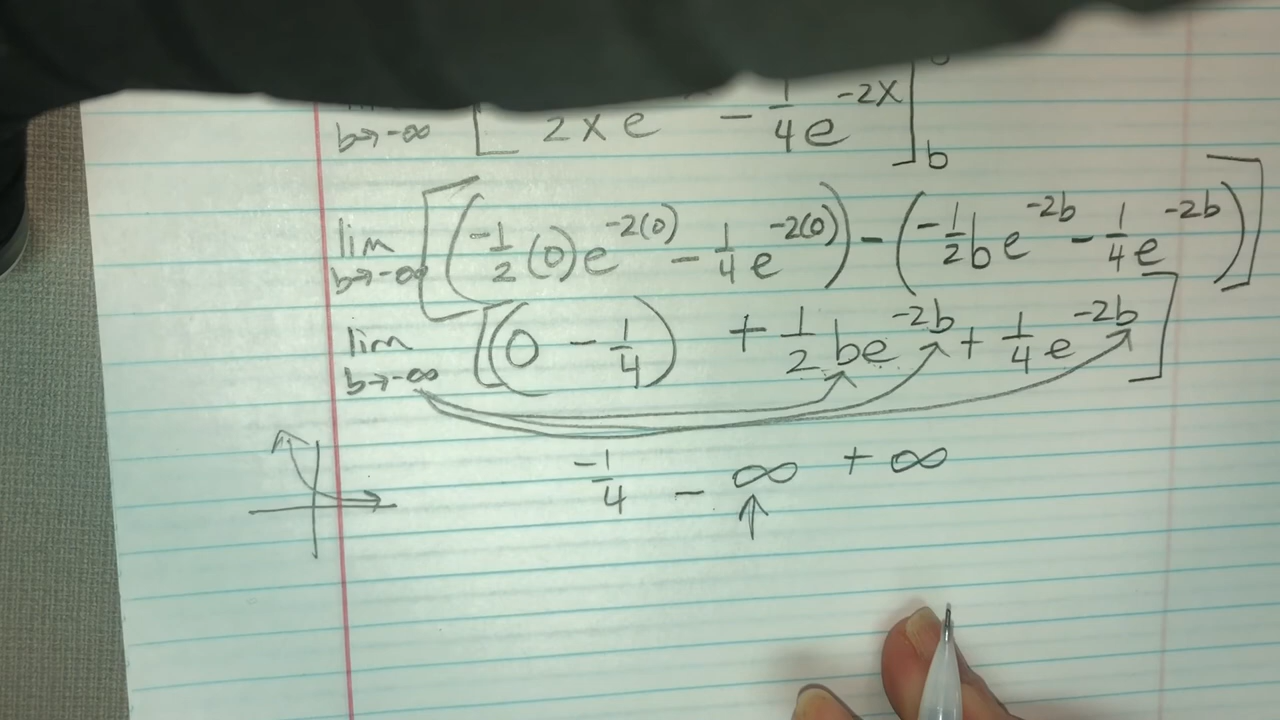 b→-∞ [ 2xe - 1/4 e^{-2x} ]_b
lim b→-∞ [ ( -1/2 (0)e^{-2(0)} - 1/4 e^{-2(0)} ) - ( -1/2 be^{-2b} - 1/4 e^{-2b} ) ]
lim b→-∞ [ ( 0 - 1/4 ) + 1/2 be^{-2b} + 1/4 e^{-2b} ]
-1/4 - ∞ + ∞